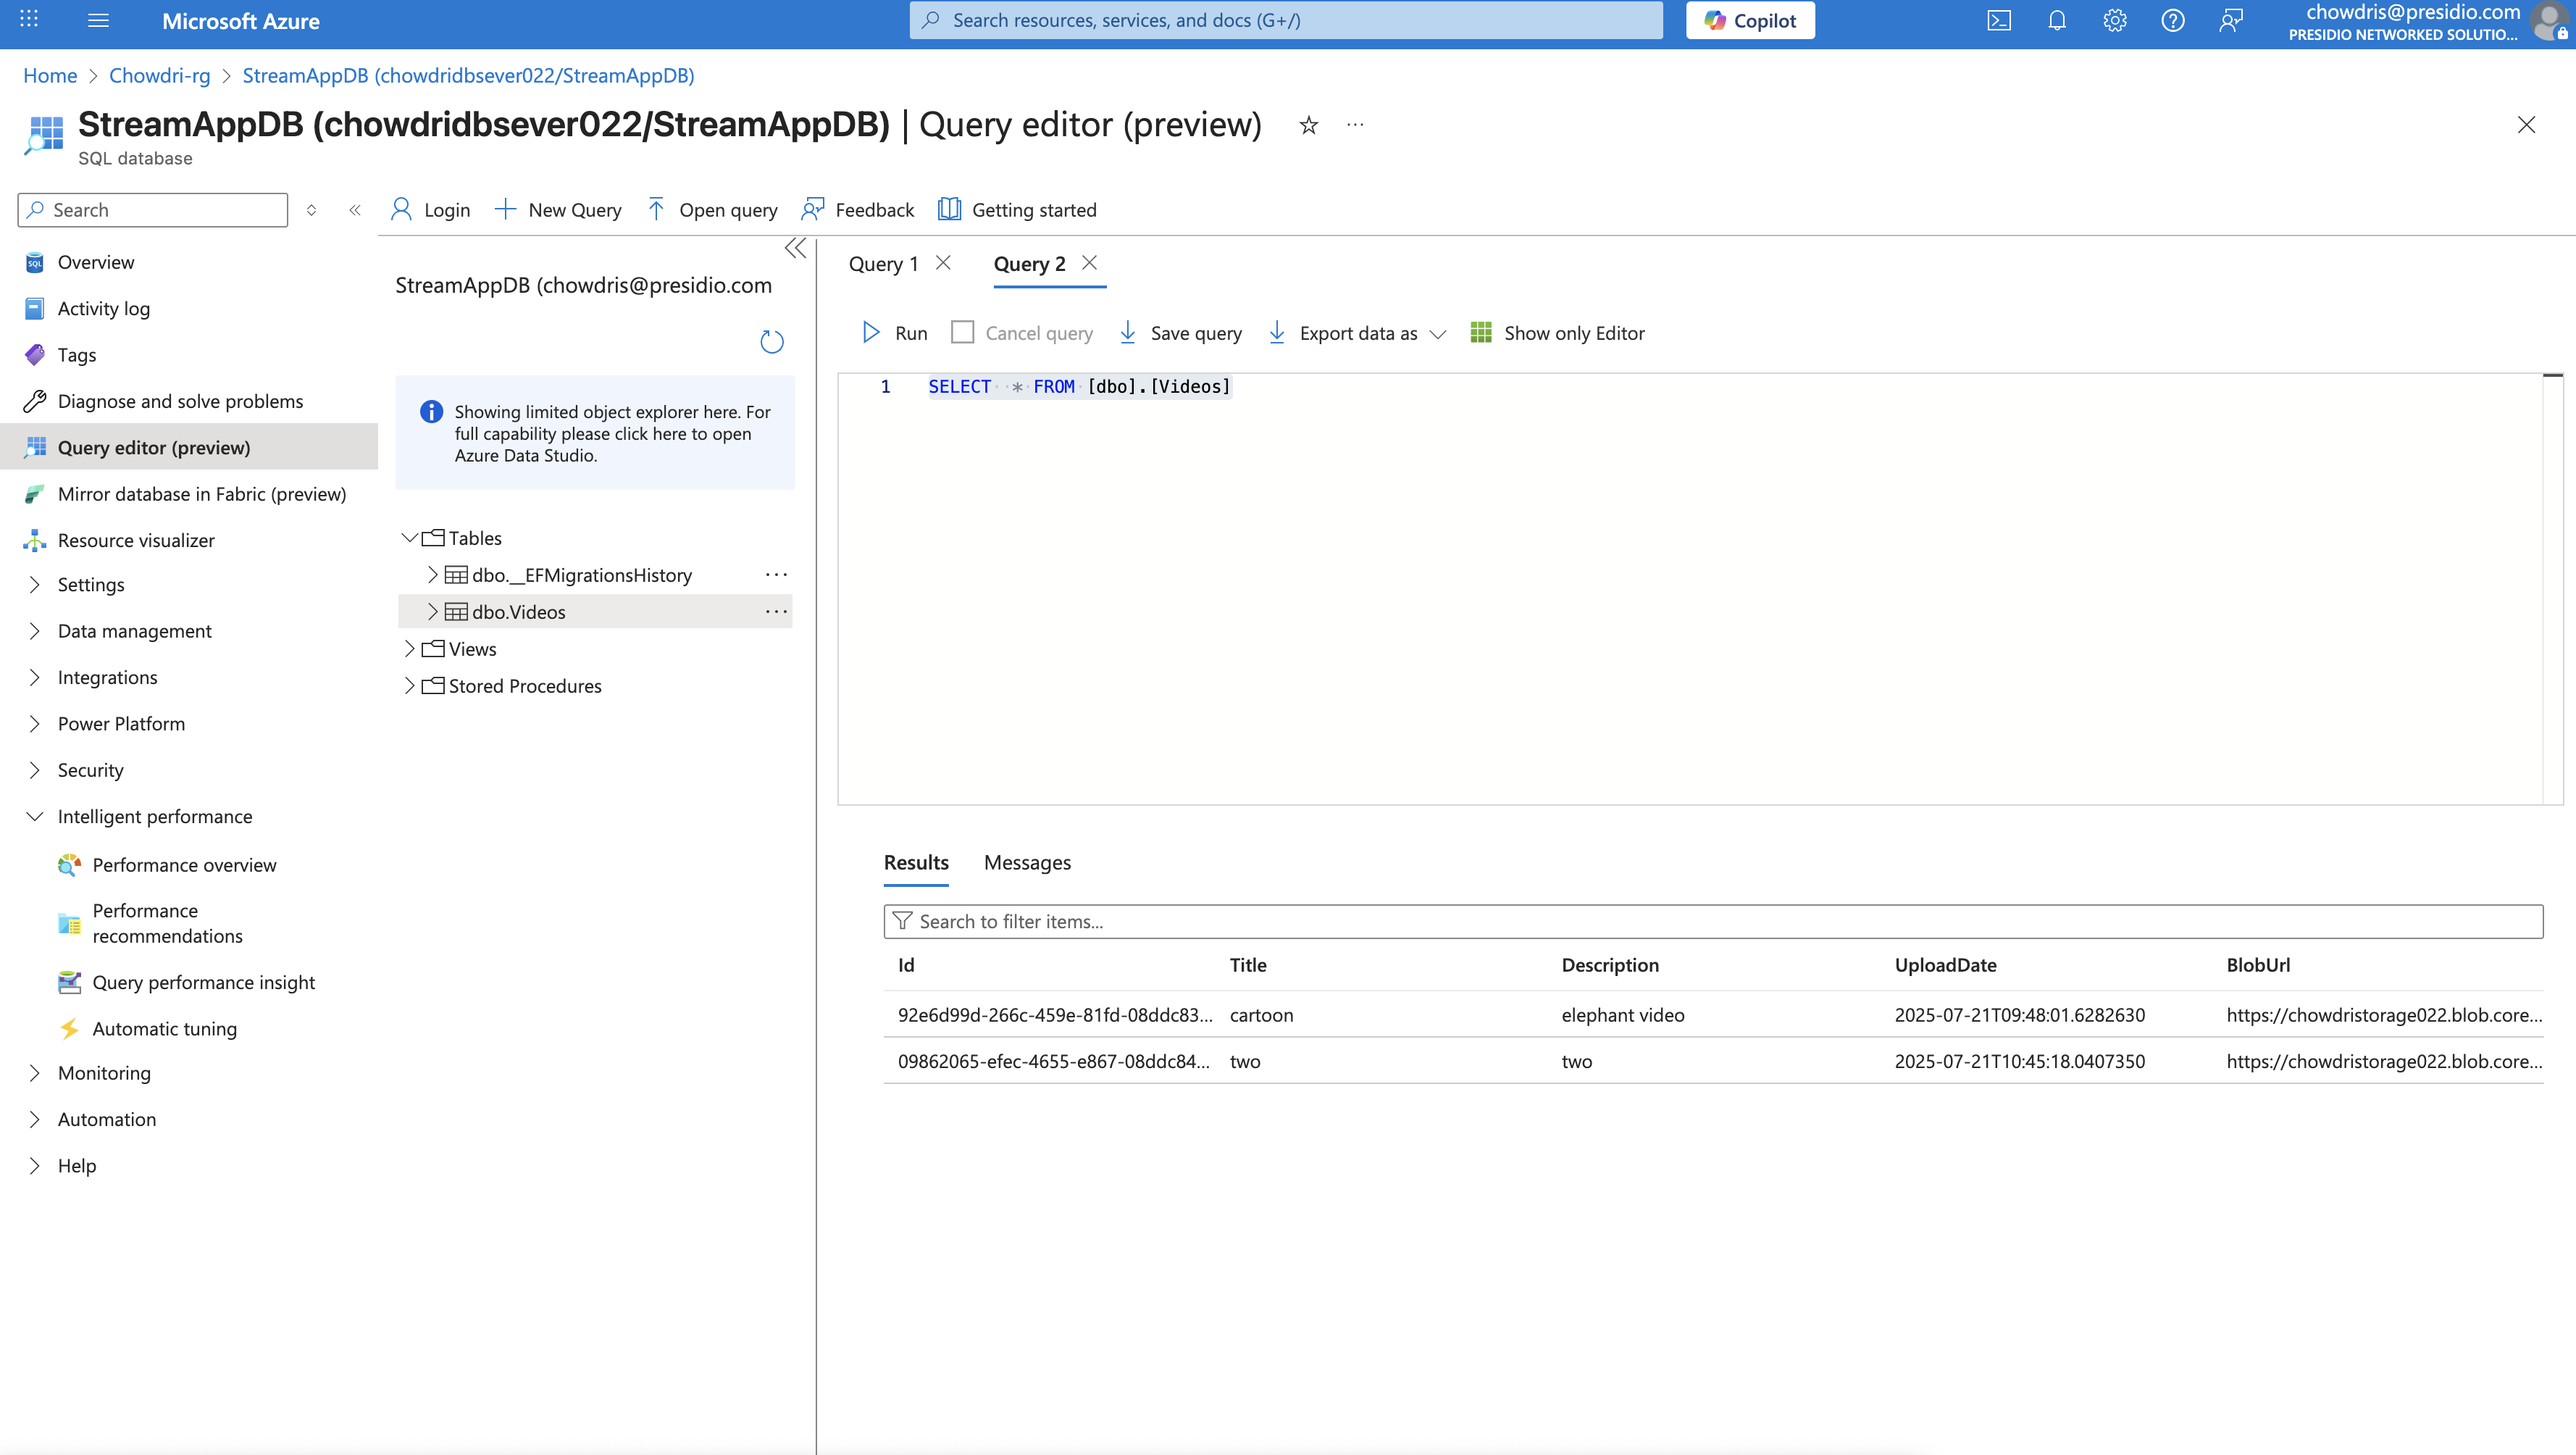 Microsoft Azure
Search resources, services, and docs (G+/)
Copilot
chowdris@presidio.com
PRESIDIO NETWORKED SOLUTIO...
Home > Chowdri-rg > StreamAppDB (chowdridbsever022/StreamAppDB)
StreamAppDB (chowdridbsever022/StreamAppDB) | Query editor (preview)
SQL database
Search
Login
New Query
Open query
Feedback
Getting started
Overview
Activity log
Tags
Diagnose and solve problems
Query editor (preview)
Mirror database in Fabric (preview)
Resource visualizer
Settings
Data management
Integrations
Power Platform
Security
Intelligent performance
Performance overview
Performance
recommendations
Query performance insight
Automatic tuning
Monitoring
Automation
Help
StreamAppDB (chowdris@presidio.com
Showing limited object explorer here. For
full capability please click here to open
Azure Data Studio.
Tables
dbo.__EFMigrationsHistory
dbo.Videos
Views
Stored Procedures
Query 1
Query 2
Run
Cancel query
Save query
Export data as
Show only Editor
1 SELECT * FROM [dbo].[Videos]
Results
Messages
Search to filter items...
Id Title Description UploadDate BlobUrl
92e6d99d-266c-459e-81fd-08ddc83... cartoon elephant video 2025-07-21T09:48:01.6282630 https://chowdristorage022.blob.core...
09862065-efec-4655-e867-08ddc84... two two 2025-07-21T10:45:18.0407350 https://chowdristorage022.blob.core...